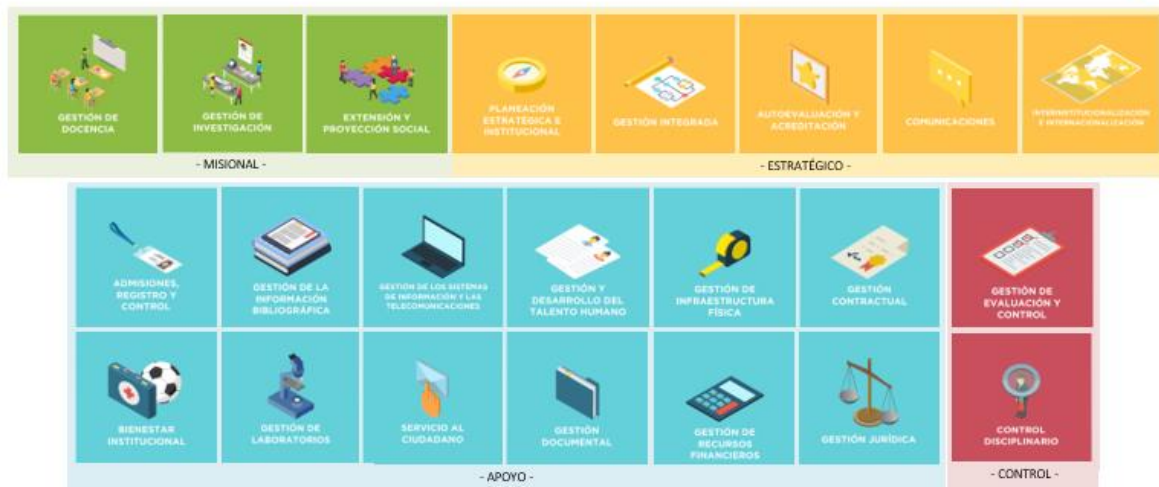 GESTIÓN DE
DOCENCIA
GESTIÓN DE
INVESTIGACIÓN
EXTENSIÓN Y
PROYECCIÓN SOCIAL
PLANEACIÓN
ESTRATÉGICA E
INSTITUCIONAL
GESTIÓN INTEGRADA
AUTOEVALUACIÓN Y
ACREDITACIÓN
COMUNICACIONES
INTERINSTITUCIONALIZACIÓN
E INTERNACIONALIZACIÓN
- MISIONAL -
- ESTRATÉGICO -
ADMISIONES,
REGISTRO Y
CONTROL
GESTIÓN DE LA
INFORMACIÓN
BIBLIOGRÁFICA
GESTIÓN DE LOS SISTEMAS
DE INFORMACIÓN Y LAS
TELECOMUNICACIONES
GESTIÓN Y
DESARROLLO DEL
TALENTO HUMANO
GESTIÓN DE
INFRAESTRUCTURA
FÍSICA
GESTIÓN
CONTRACTUAL
GESTIÓN DE
EVALUACIÓN Y
CONTROL
BIENESTAR
INSTITUCIONAL
GESTIÓN DE
LABORATORIOS
SERVICIO AL
CIUDADANO
GESTIÓN
DOCUMENTAL
GESTIÓN DE
RECURSOS
FINANCIEROS
GESTIÓN JURÍDICA
CONTROL
DISCIPLINARIO
- APOYO -
- CONTROL -